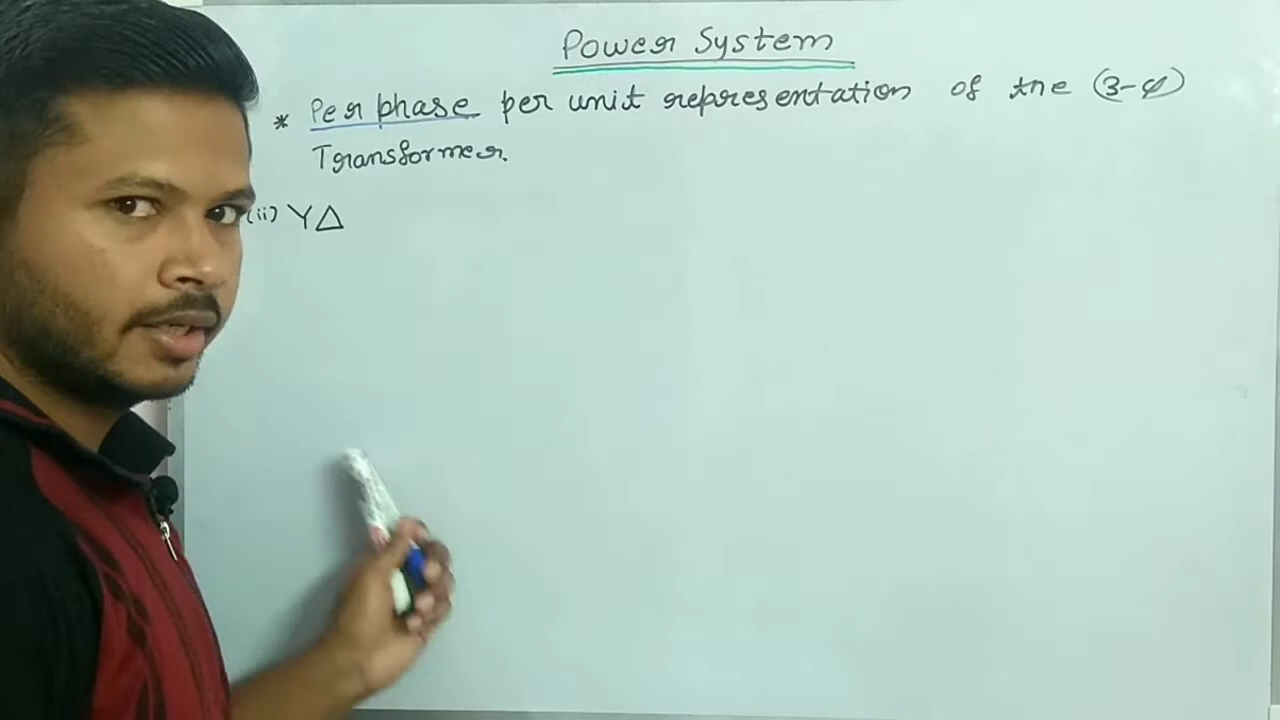 Power System
* Per phase per unit representation of the (3-φ)
Transformer.
(ii) YΔ